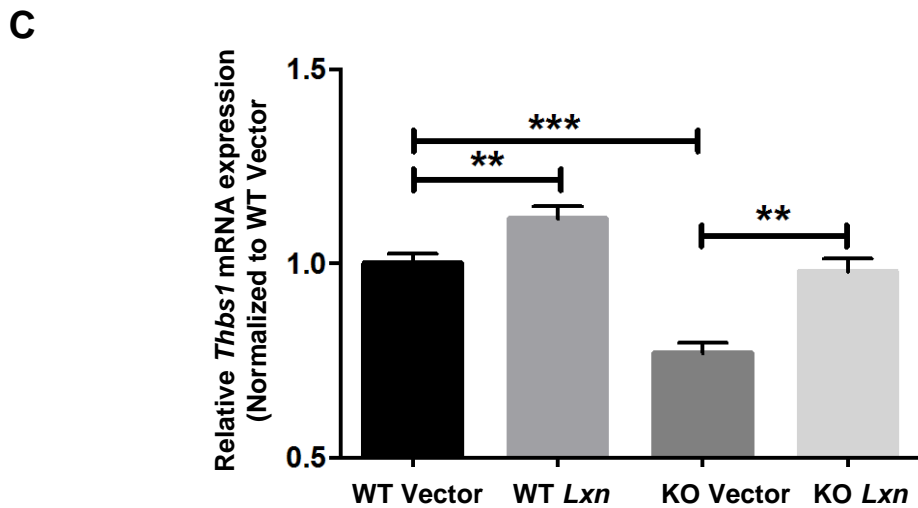 C
Relative Thbs1 mRNA expression
(Normalized to WT Vector
1.5
1.0
0.5
***
**
**
WT Vector
WT Lxn
KO Vector
KO Lxn